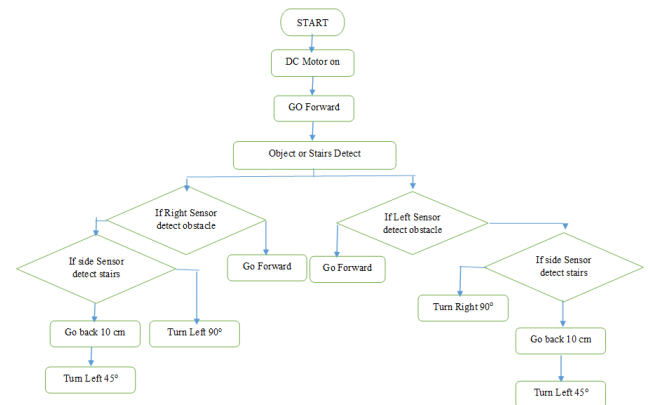 START
DC Motor on
GO Forward
Object or Stairs Detect
If Right Sensor
detect obstacle
If Left Sensor
detect obstacle
If side Sensor
detect stairs
Go Forward
Go Forward
If side Sensor
detect stairs
Go back 10 cm
Turn Left 90°
Turn Right 90°
Go back 10 cm
Turn Left 45°
Turn Left 45°